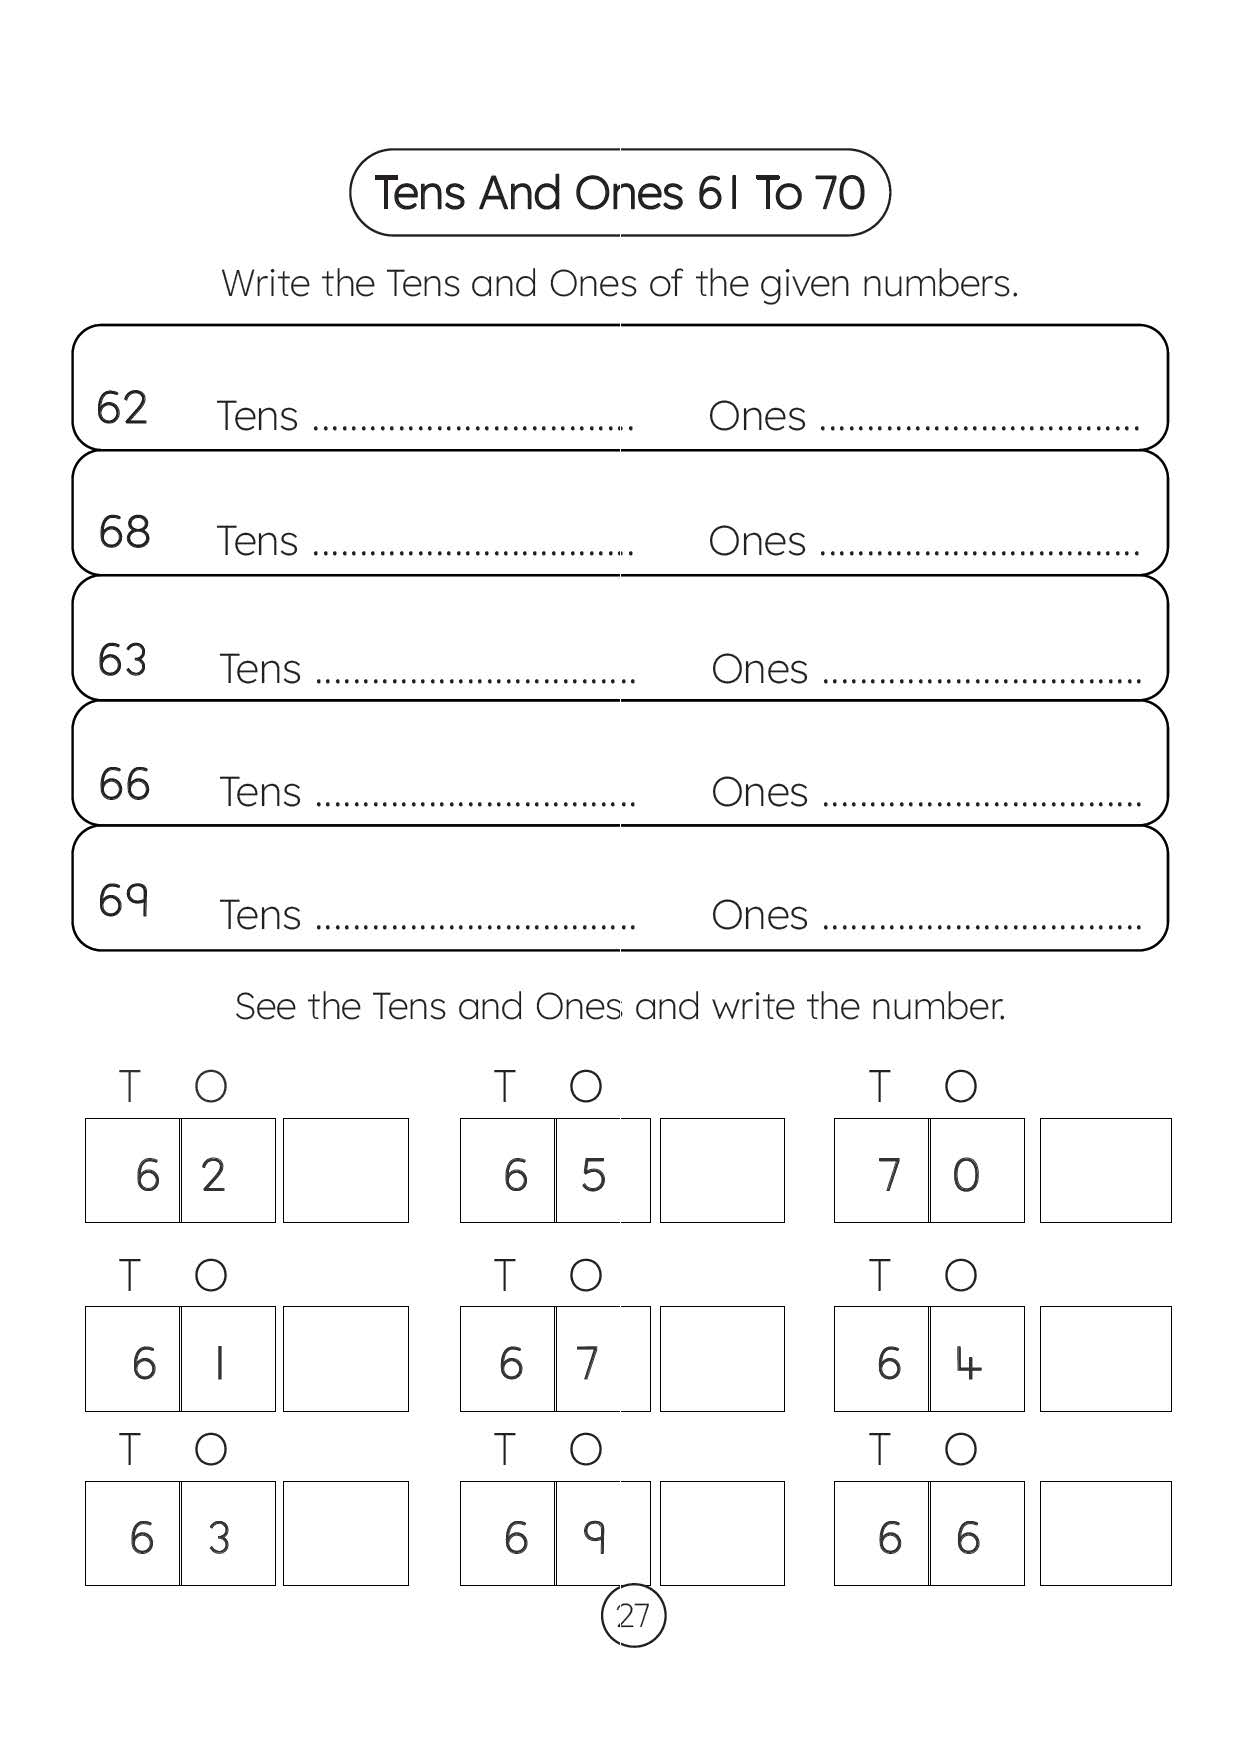 Tens And Ones 61 To 70
Write the Tens and Ones of the given numbers.
62 Tens .................................. Ones ..................................
68 Tens .................................. Ones ..................................
63 Tens .................................. Ones ..................................
66 Tens .................................. Ones ..................................
69 Tens .................................. Ones ..................................
See the Tens and Ones and write the number.
T O T O T O
6 2 6 5 7 0
T O T O T O
6 1 6 7 6 4
T O T O T O
6 3 6 9 6 6
27